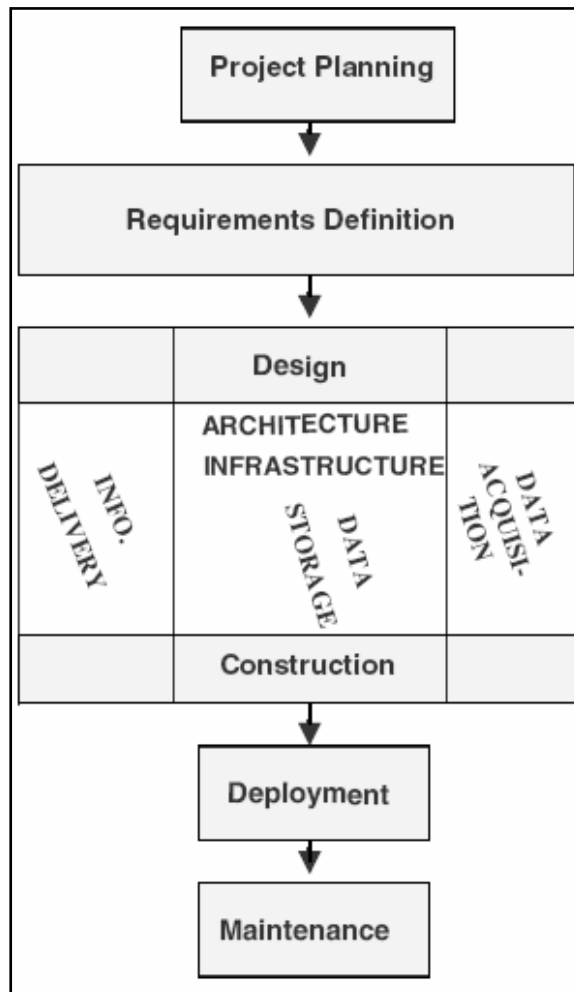 Project Planning
Requirements Definition
Design
ARCHITECTURE
INFRASTRUCTURE
INFO.
DELIVERY
DATA
STORAGE
DATA
ACQUISI-
TION
Construction
Deployment
Maintenance